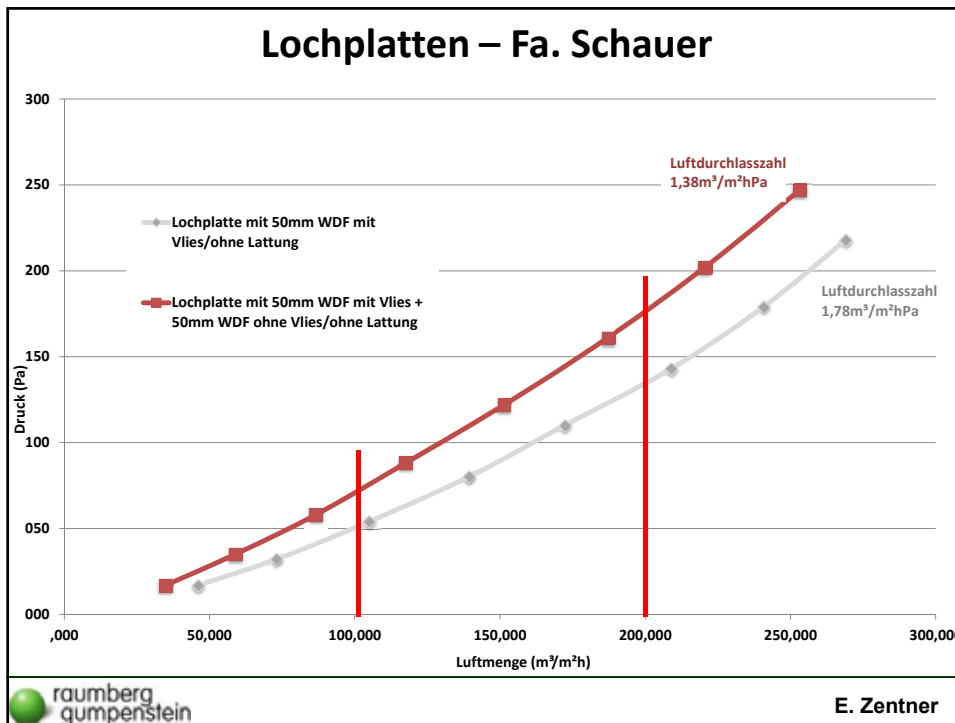 Lochplatten – Fa. Schauer
300
250
200
150
100
050
000
Druck (Pa)
Luftdurchlasszahl
1,38m³/m²hPa
Lochplatte mit 50mm WDF mit
Vlies/ohne Lattung
Lochplatte mit 50mm WDF mit Vlies +
50mm WDF ohne Vlies/ohne Lattung
Luftdurchlasszahl
1,78m³/m²hPa
,000 50,000 100,000 150,000 200,000 250,000 300,00
Luftmenge (m³/m²h)
raumberg
gumpenstein
E. Zentner